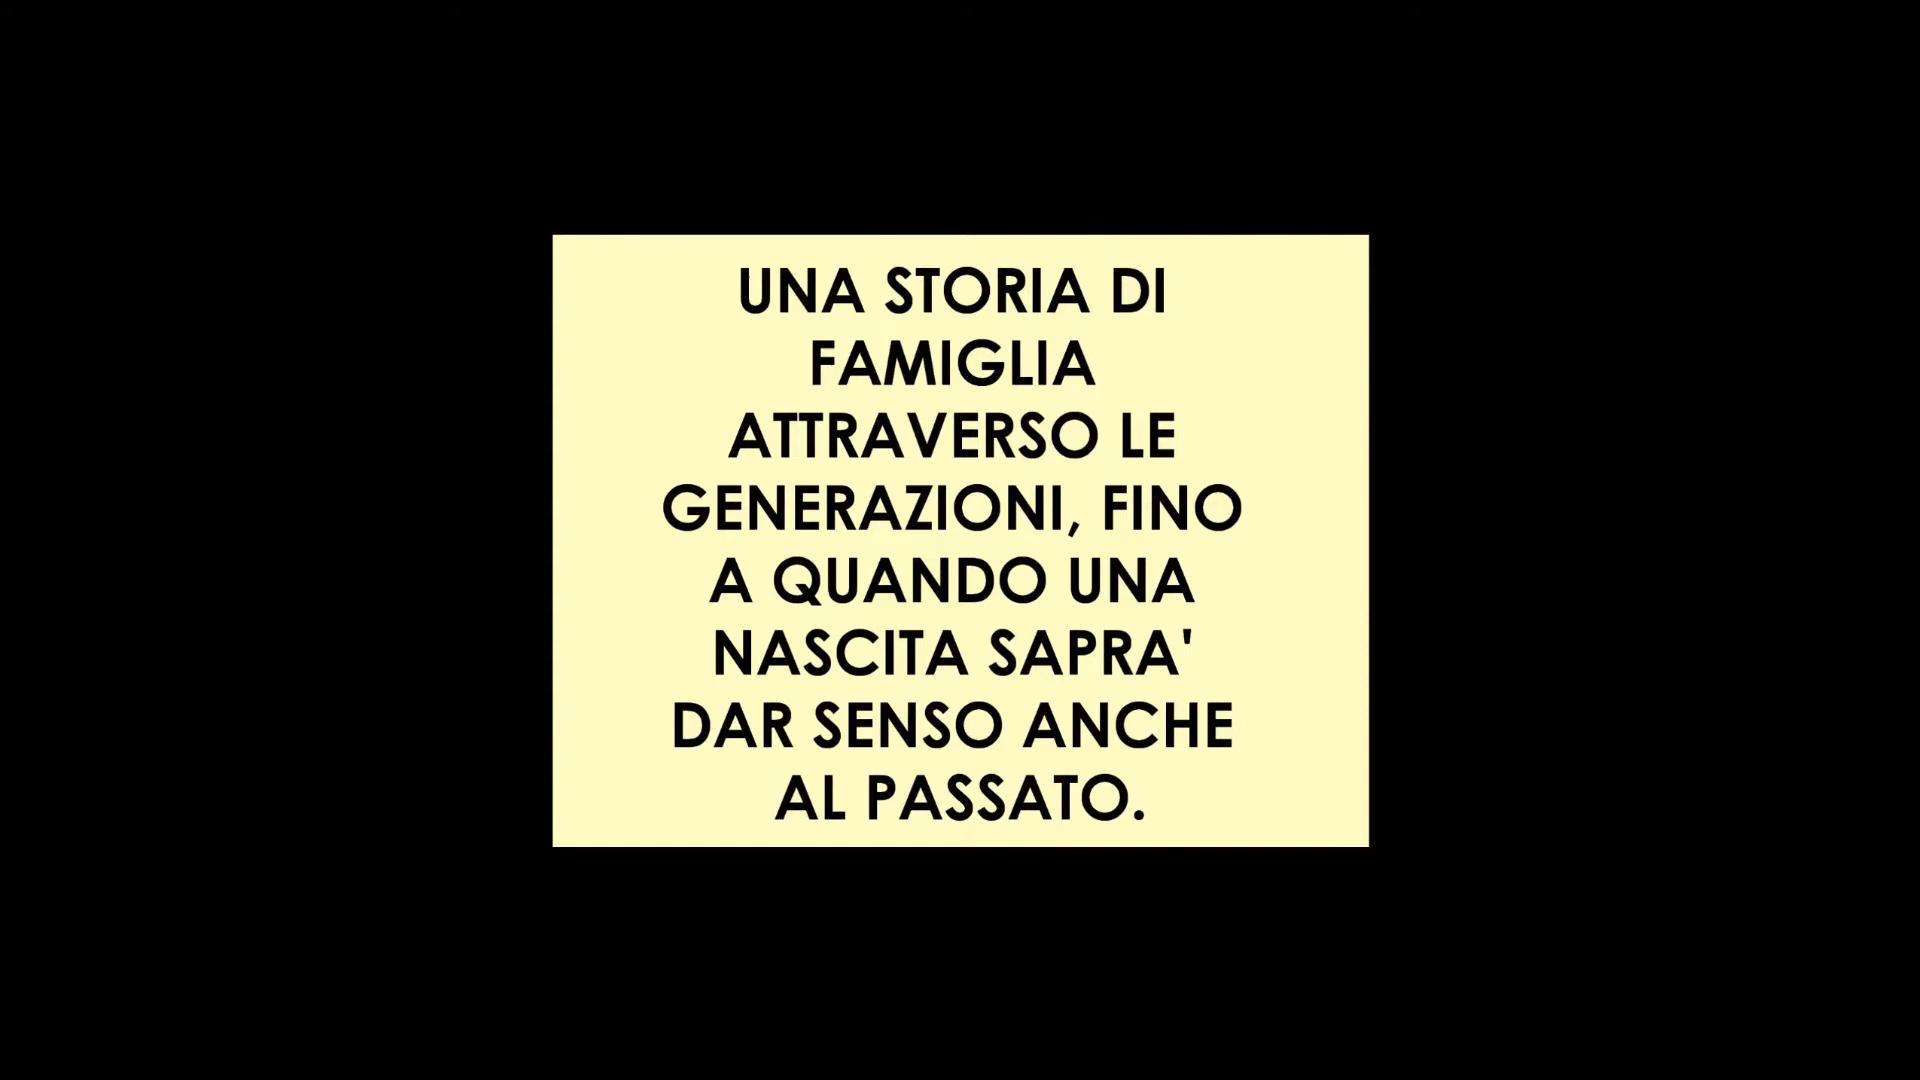 UNA STORIA DI
FAMIGLIA
ATTRAVERSO LE
GENERAZIONI, FINO
A QUANDO UNA
NASCITA SAPRA'
DAR SENSO ANCHE
AL PASSATO.